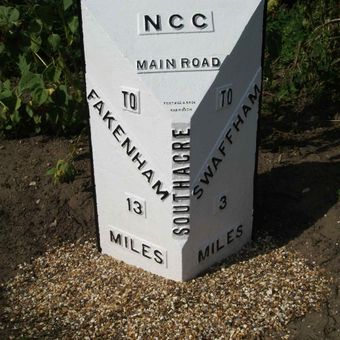 NCC
MAIN ROAD
TO
FAKENHAM
13
MILES
SOUTHACRE
TO
SWAFFHAM
3
MILES